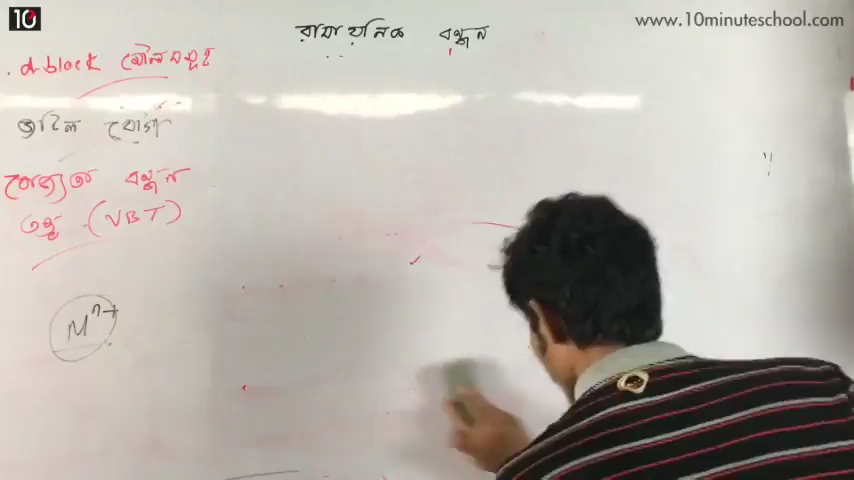 10
www.10minuteschool.com
রাসায়নিক বন্ধন
d-block মৌলসমূহ
জটিল যৌগ
যোজ্যতা বন্ধন
তত্ত্ব (VBT)
Mⁿ⁺